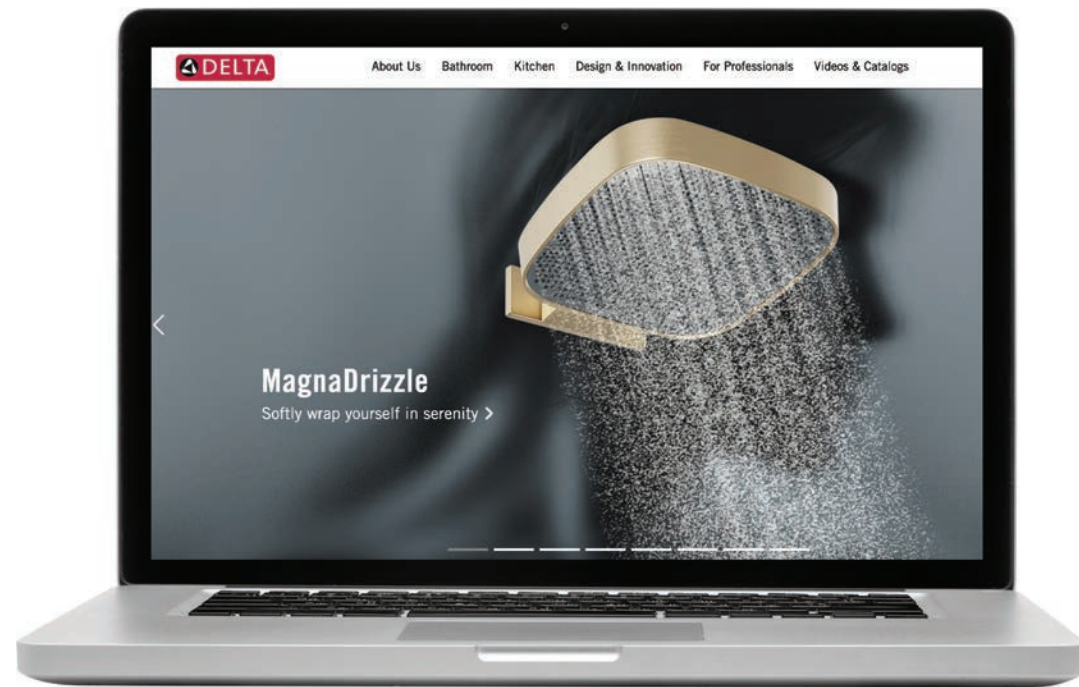 DELTA
About Us Bathroom Kitchen Design & Innovation For Professionals Videos & Catalogs
MagnaDrizzle
Softly wrap yourself in serenity >